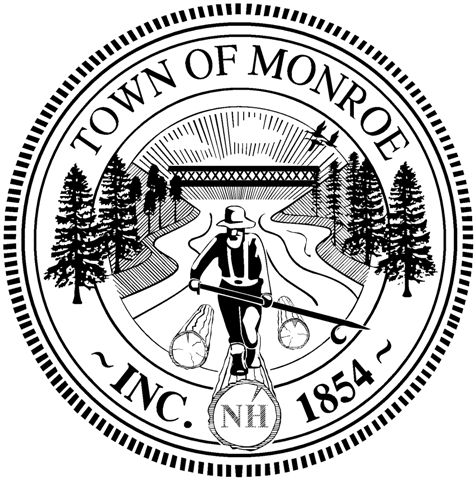 TOWN OF MONROE
~ INC. 1854 ~
NH